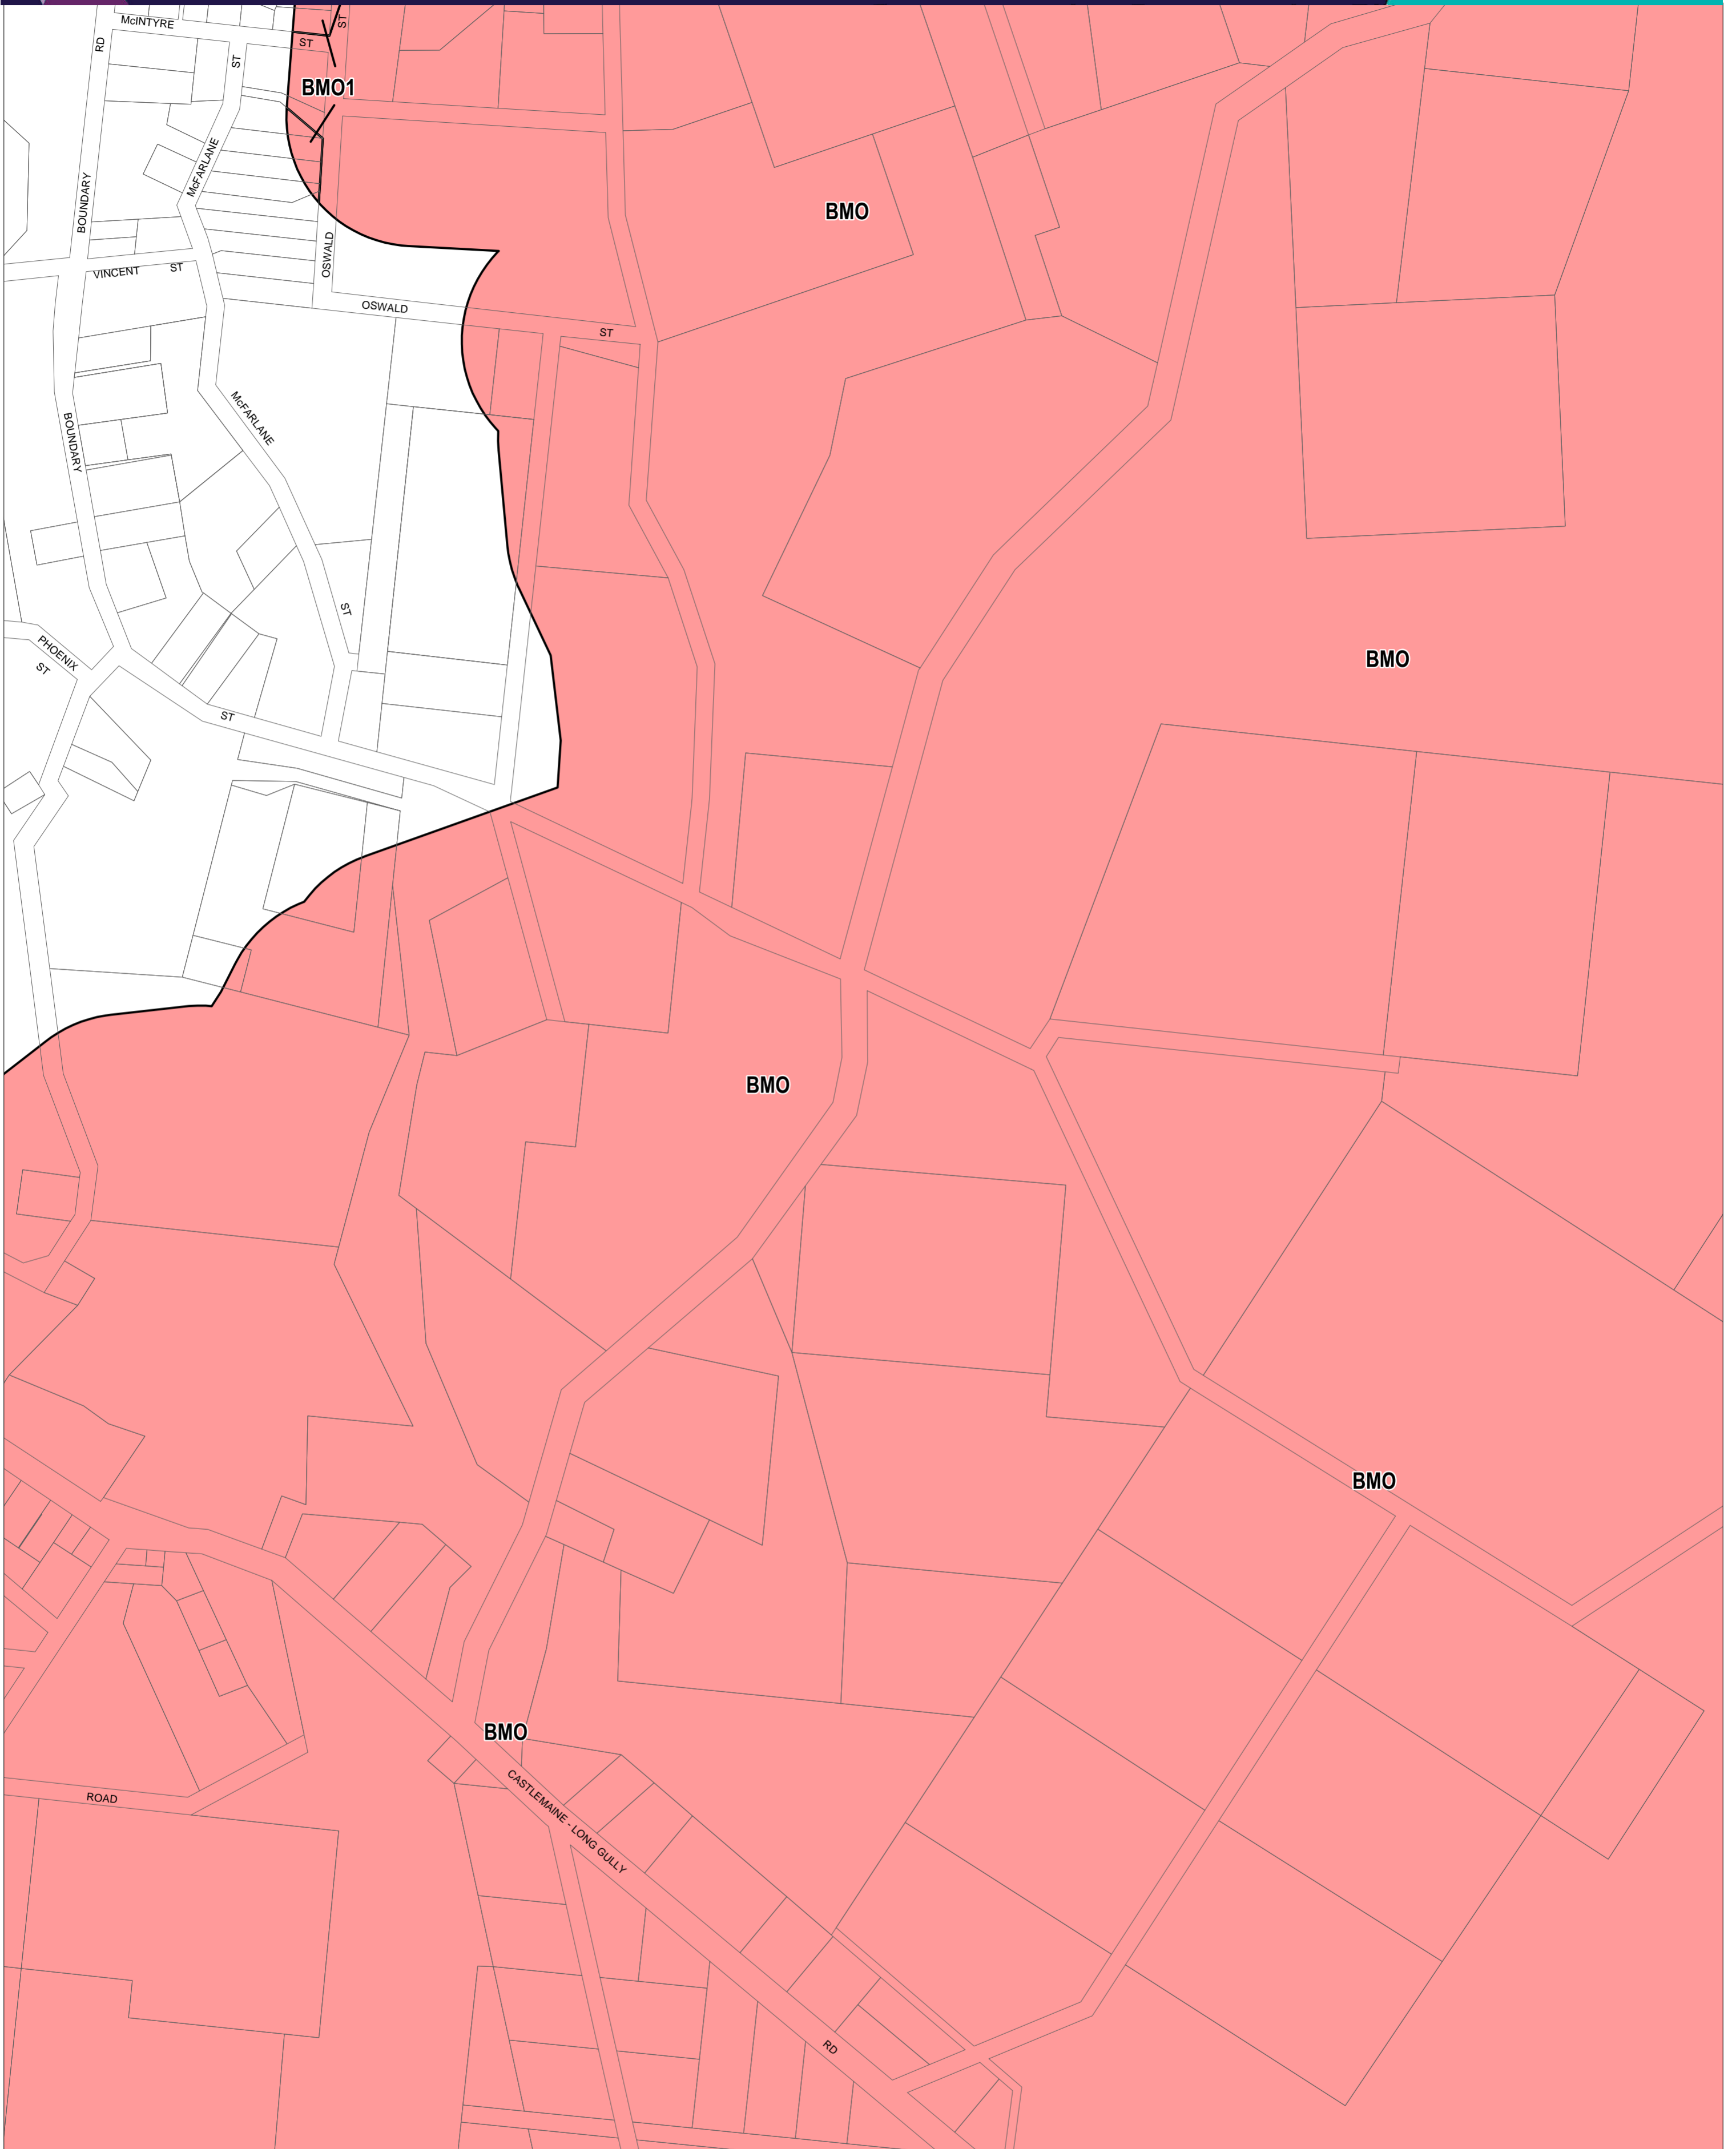 McINTYRE
ST
RD
ST
ST
BMO1
McFARLANE
BOUNDARY
BMO
OSWALD
VINCENT
ST
OSWALD
ST
McFARLANE
BOUNDARY
ST
PHOENIX
ST
BMO
ST
BMO
BMO
BMO
CASTLEMAINE - LONG GULLY
ROAD
RD